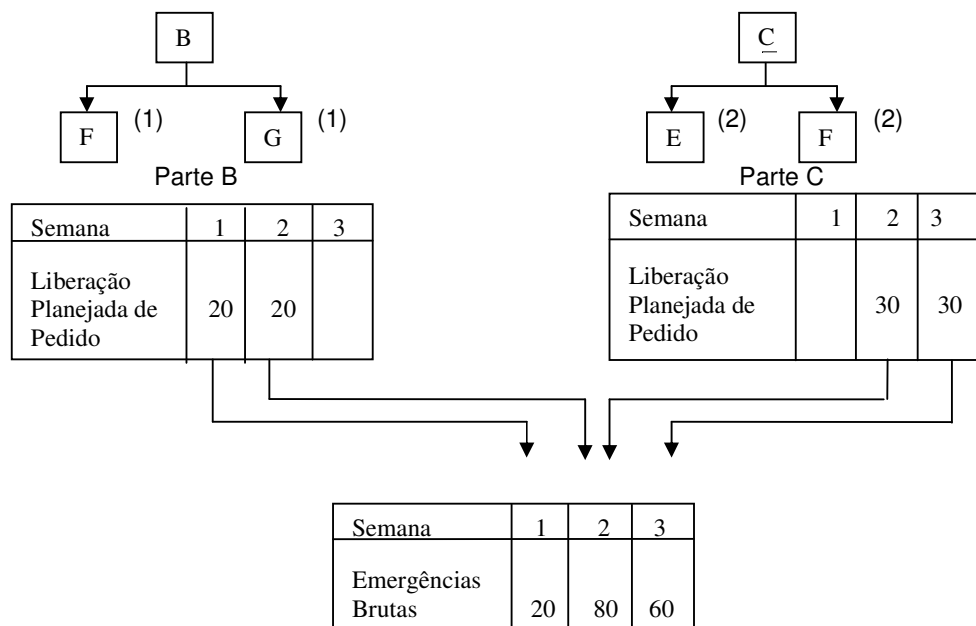 B
C
F (1) G (1)
E (2) F (2)
Parte B
Parte C
Semana 1 2 3
Liberação
Planejada de 20 20
Pedido
Semana 1 2 3
Liberação
Planejada de 30 30
Pedido
Semana 1 2 3
Emergências
Brutas 20 80 60